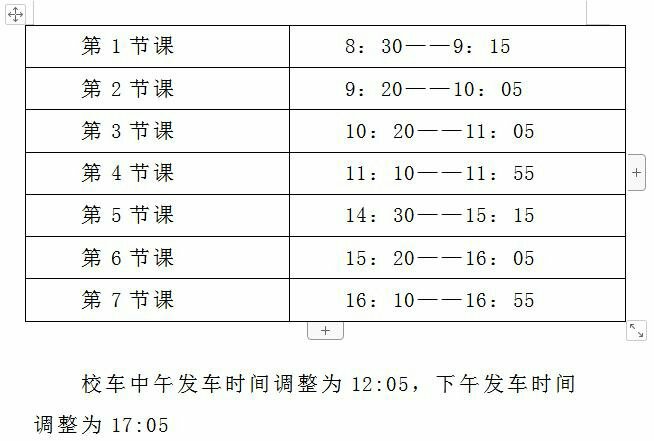 第 1 节课 8：30——9：15
第 2 节课 9：20——10：05
第 3 节课 10：20——11：05
第 4 节课 11：10——11：55
第 5 节课 14：30——15：15
第 6 节课 15：20——16：05
第 7 节课 16：10——16：55
校车中午发车时间调整为 12:05，下午发车时间
调整为 17:05